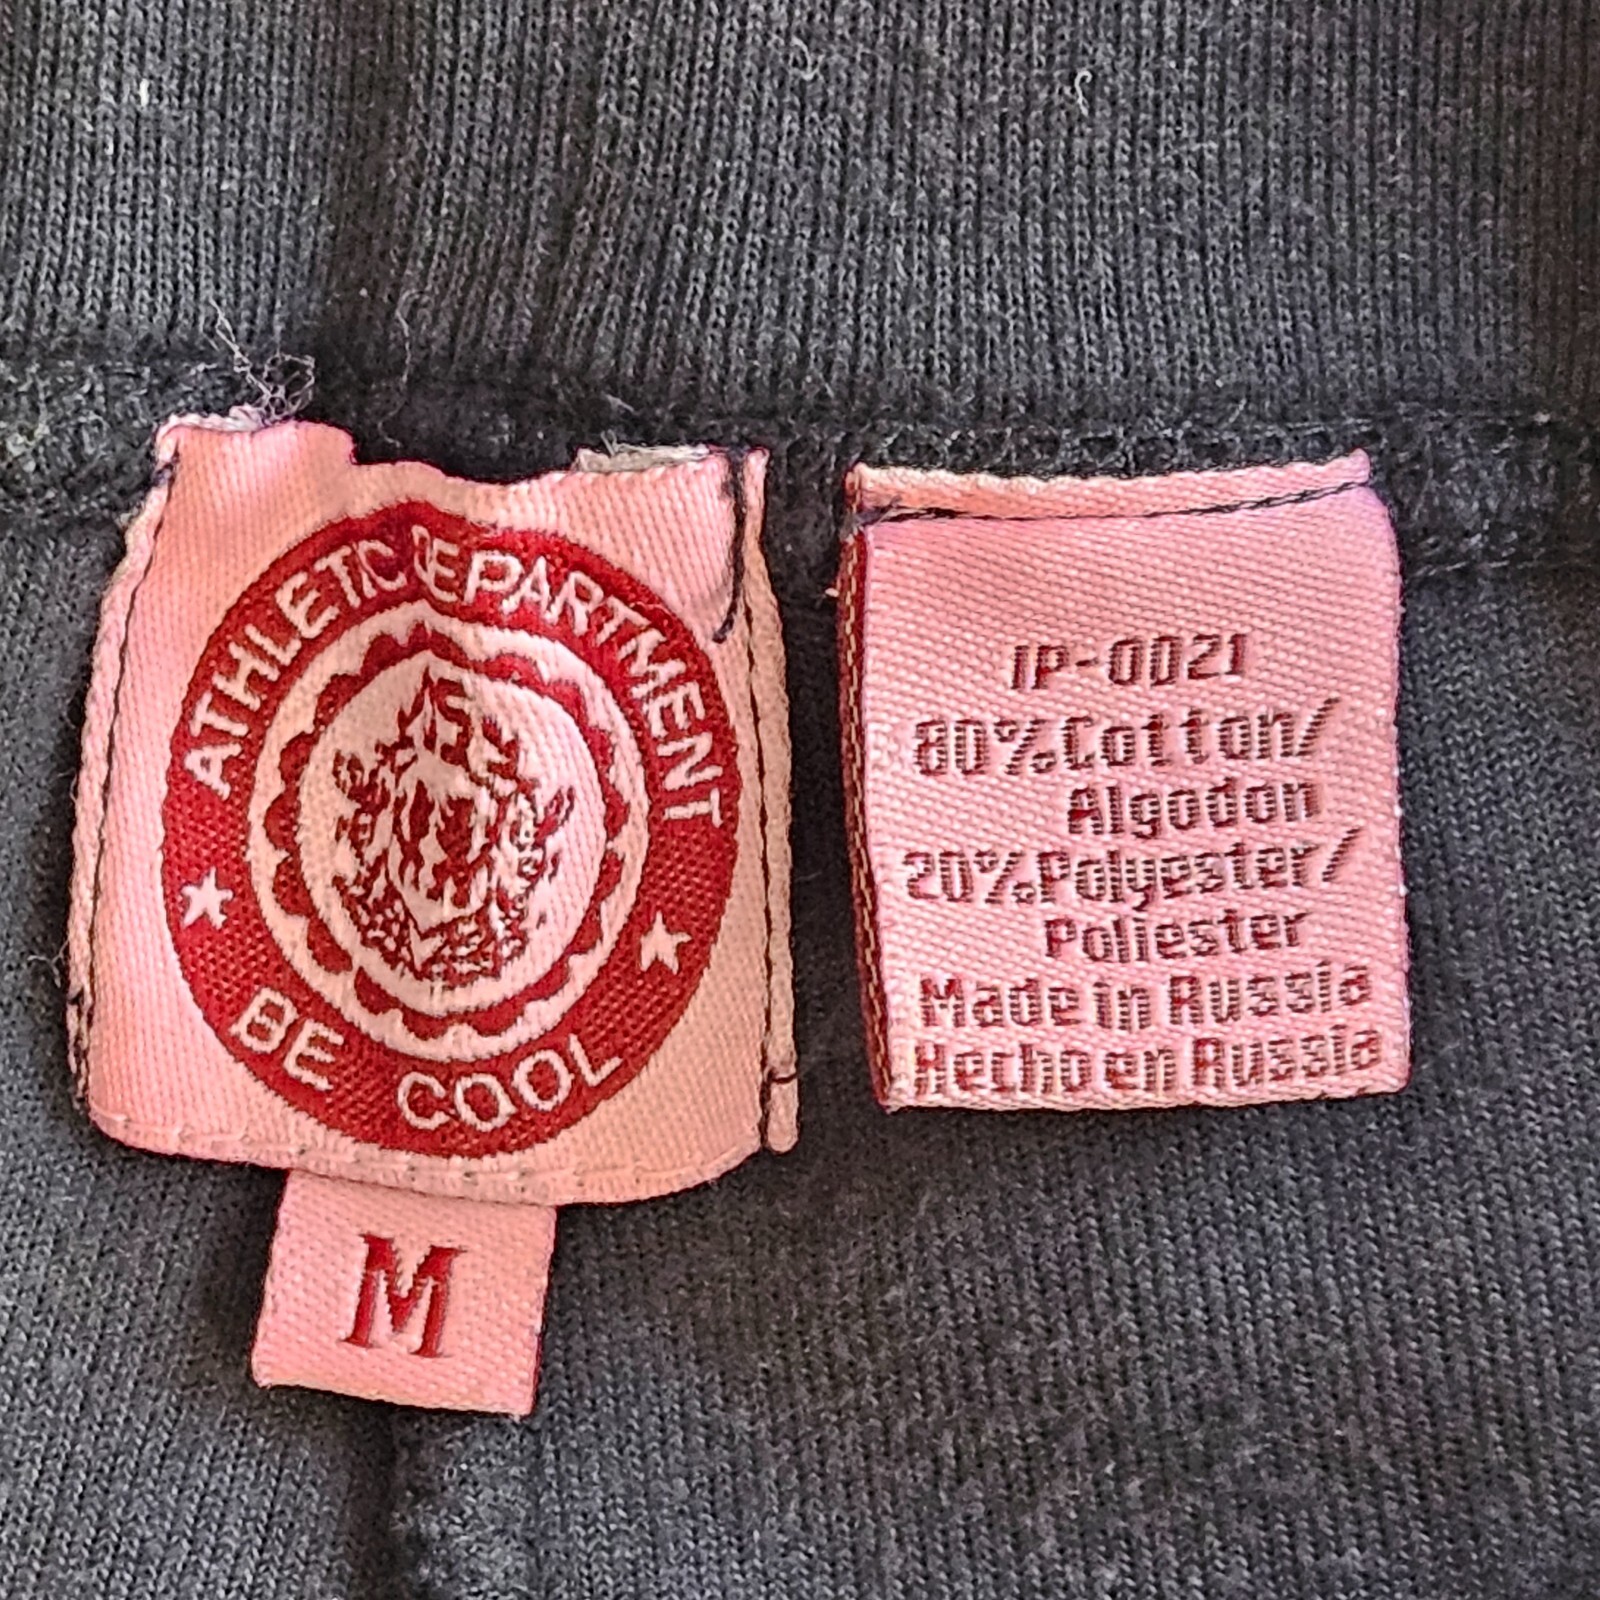 ATHLETIC DEPARTMENT
BE COOL
M
IP-0021
80%Cotton/
Algodon
20%Polyester/
Poliester
Made in Russia
Hecho en Russia